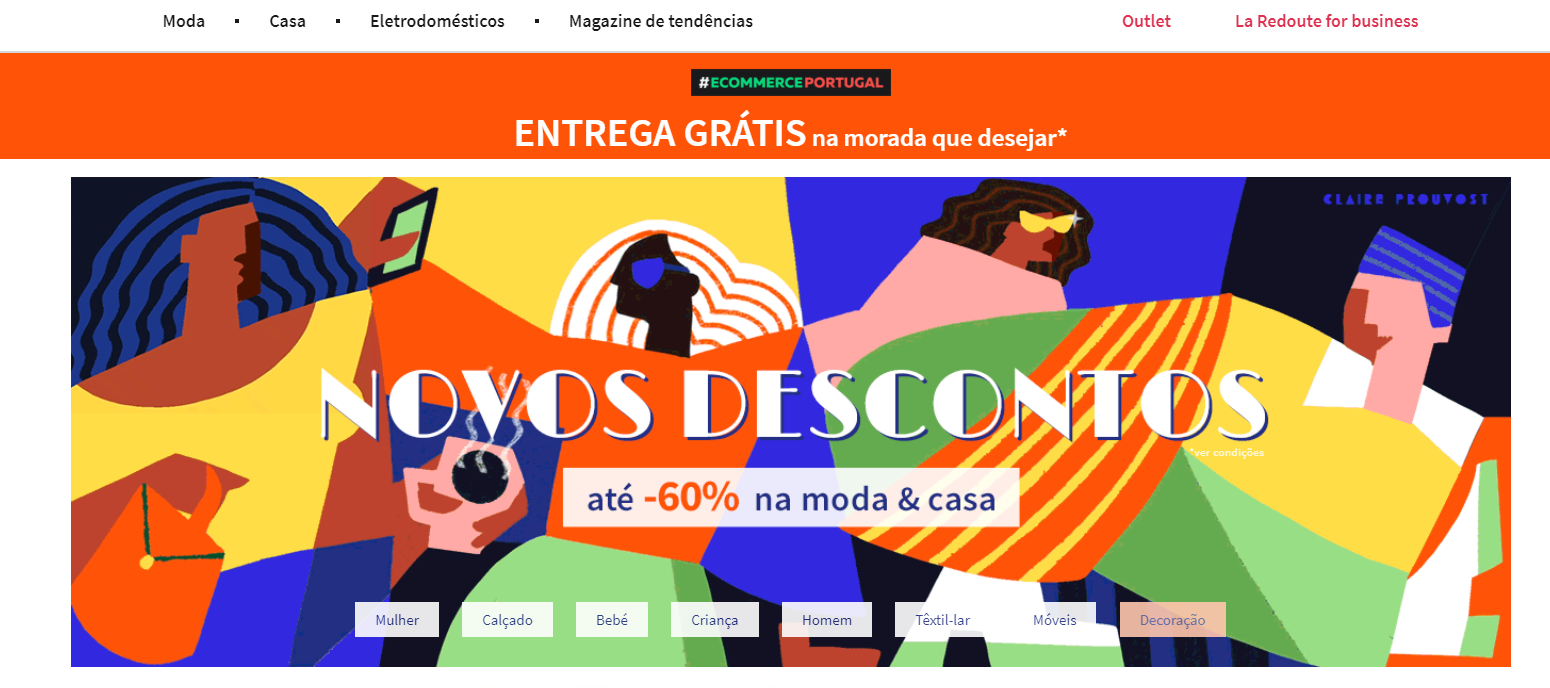 Moda
Casa
Eletrodomésticos
Magazine de tendências
Outlet
La Redoute for business
#ECOMMERCEPORTUGAL
ENTREGA GRÁTIS na morada que desejar*
CLAIRE PROUVOST
NOVOS DESCONTOS
*ver condições
até -60% na moda & casa
Mulher
Calçado
Bebé
Criança
Homem
Têxtil-lar
Móveis
Decoração